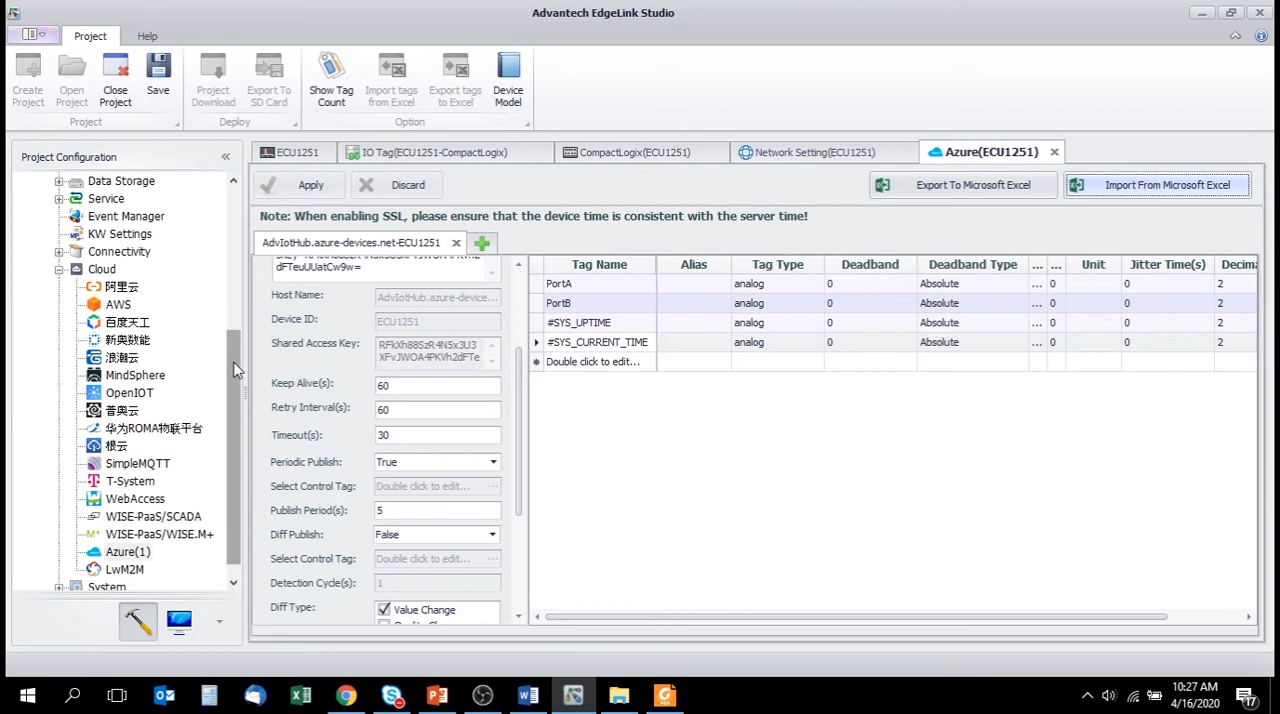 Advantech EdgeLink Studio
Project
Help
Create Project
Open Project
Close Project
Save
Project Download
Export To SD Card
Show Tag Count
Import tags from Excel
Export tags to Excel
Device Model
Project
Deploy
Option
Project Configuration
Data Storage
Service
Event Manager
KW Settings
Connectivity
Cloud
阿里云
AWS
百度天工
新奥数能
浪潮云
MindSphere
OpenIOT
普奥云
华为ROMA物联平台
根云
SimpleMQTT
T-System
WebAccess
WISE-PaaS/SCADA
WISE-PaaS/WISE.M+
Azure(1)
LwM2M
System
ECU1251
IO Tag(ECU1251-CompactLogix)
CompactLogix(ECU1251)
Network Setting(ECU1251)
Azure(ECU1251)
Apply
Discard
Export To Microsoft Excel
Import From Microsoft Excel
Note: When enabling SSL, please ensure that the device time is consistent with the server time!
AdvIotHub.azure-devices.net-ECU1251
dFTeuUUatCw9w=
Host Name: AdvIotHub.azure-device...
Device ID: ECU1251
Shared Access Key: RFkXh88SzR4N5x3U3
XFvJWOA4PKVh2dFTe
Keep Alive(s): 60
Retry Interval(s): 60
Timeout(s): 30
Periodic Publish: True
Select Control Tag: Double click to edit... ...
Publish Period(s): 5
Diff Publish: False
Select Control Tag: Double click to edit... ...
Detection Cycle(s): 1
Diff Type: Value Change
Tag Name Alias Tag Type Deadband Deadband Type ... ... Unit Jitter Time(s) Decima
PortA analog 0 Absolute ... 0 0 2
PortB analog 0 Absolute ... 0 0 2
#SYS_UPTIME analog 0 Absolute ... 0 0 2
#SYS_CURRENT_TIME analog 0 Absolute ... 0 0 2
Double click to edit...
10:27 AM
4/16/2020
17